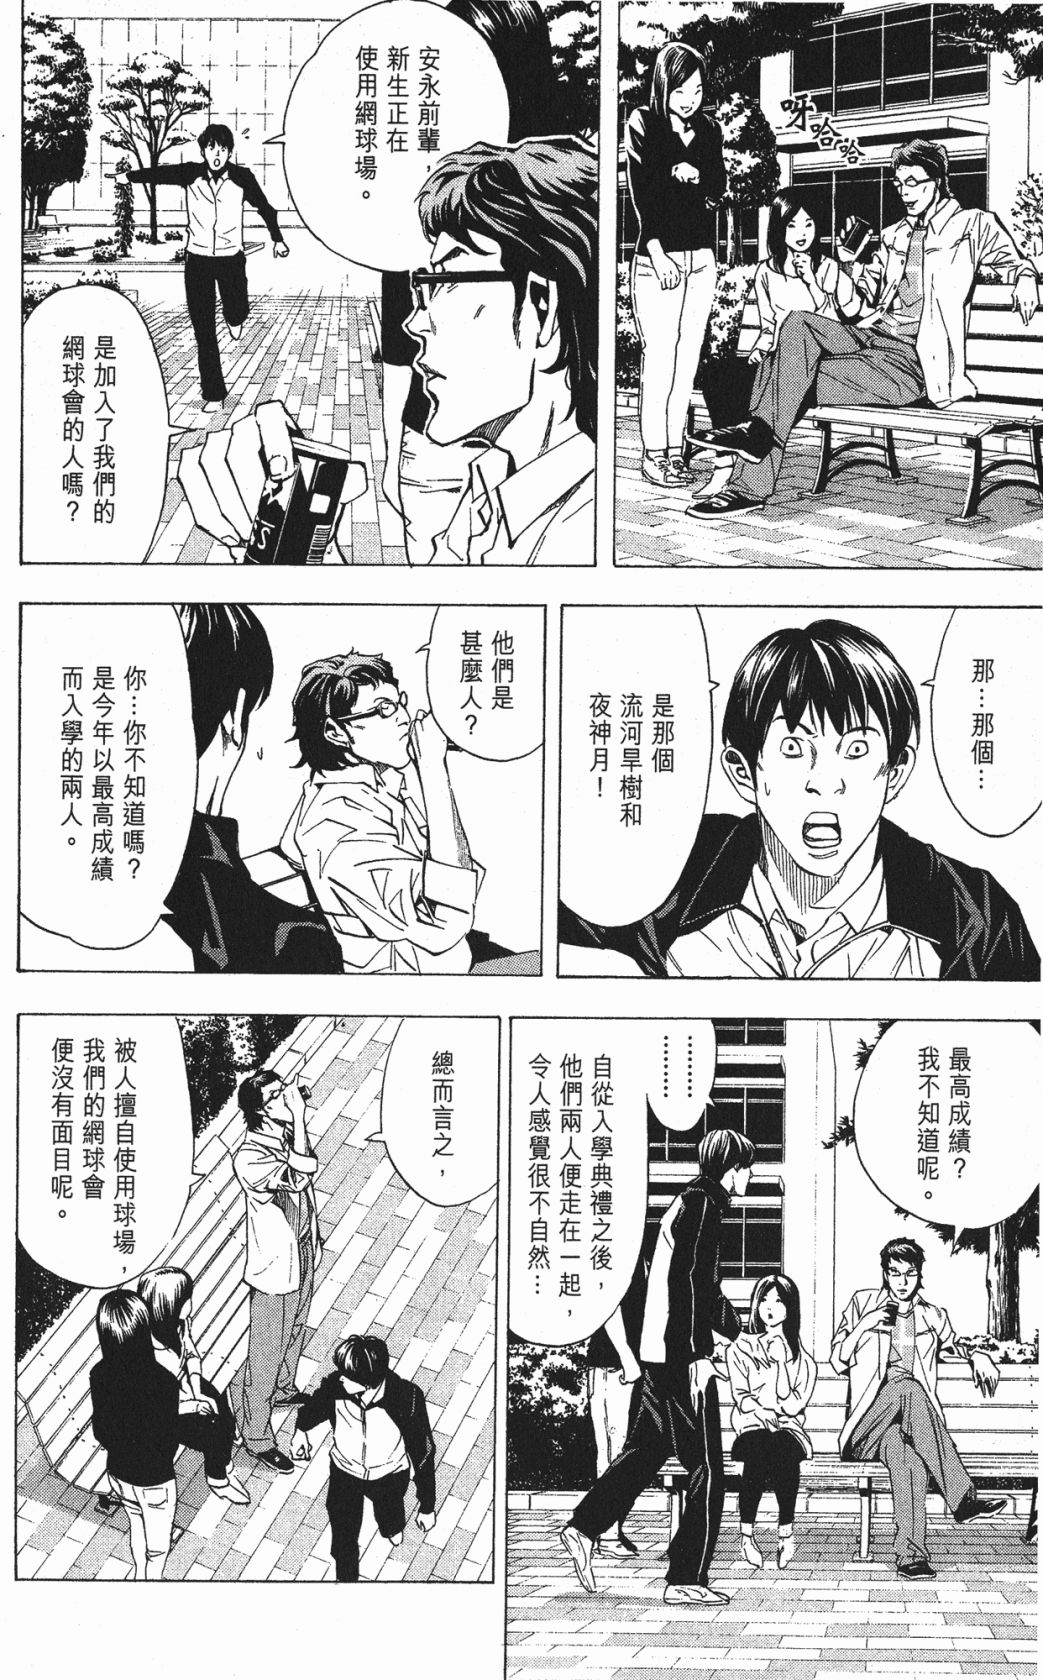 呀哈哈
安永前輩，
新生正在
使用網球場。
是加入了我們的
網球會的人嗎？
那…那個…
是那個
流河旱樹和
夜神月！
他們是
甚麼人？
你…你不知道嗎？
是今年以最高成績
而入學的兩人。
最高成績？
我不知道呢。
………
………
自從入學典禮之後，
他們兩人便走在一起，
令人感覺很不自然…
總而言之，
被人擅自使用球場，
我們的網球會
便沒有面目呢。